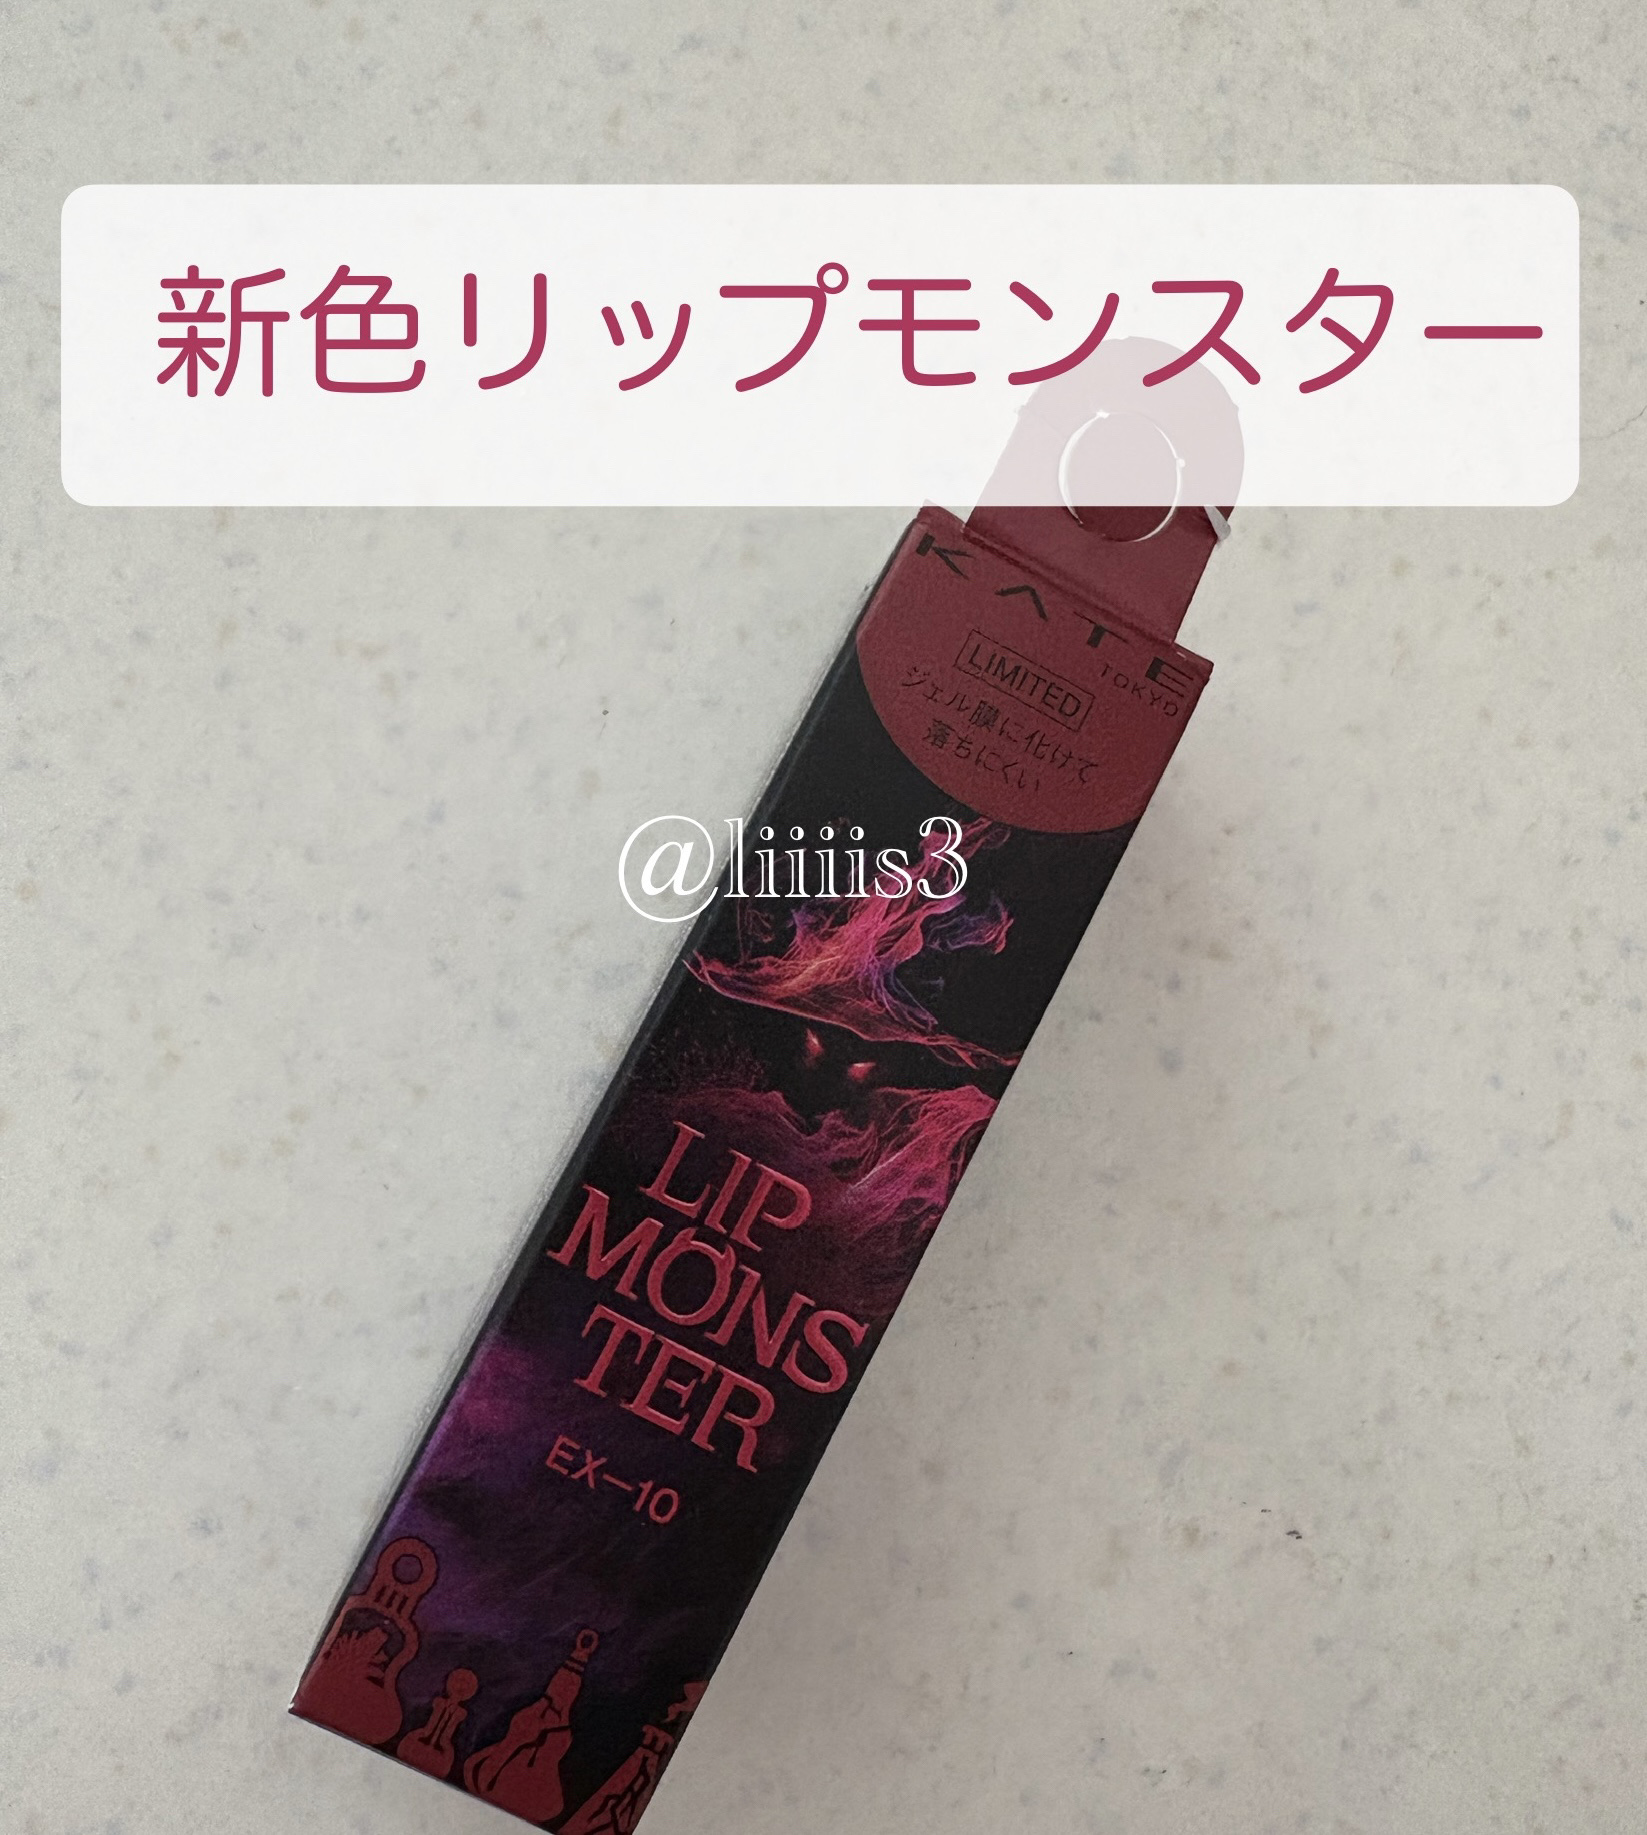 新色リップモンスター
KATE
TOKYO
LIMITED
ジェル膜に化けて
落ちにくい
@liiiiis3
LIP
MONS
TER
EX-10